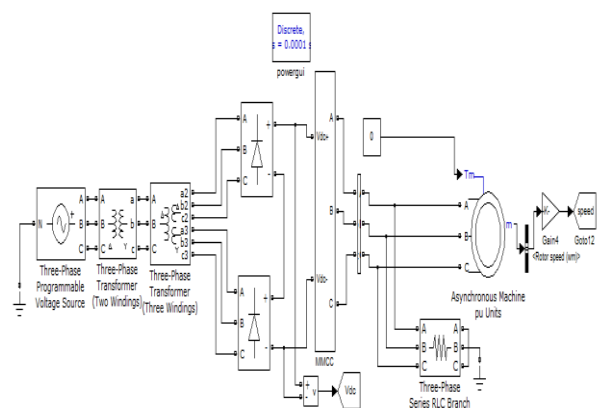 Discrete,
s = 0.0001 s
powergui
A
B
C
+
-
A
Vdc+
B
Vdc-
C
MMCC
0
Tm
A
B
C
m
Asynchronous Machine
pu Units
<Rotor speed (wm)>
Gain4
speed
Goto12
N
A
B
C
Three-Phase
Programmable
Voltage Source
A
B
C
a
b
c
Δ
Y
Three-Phase
Transformer
(Two Windings)
A
B
C
a2
b2
c2
a3
b3
c3
Three-Phase
Transformer
(Three Windings)
A
B
C
+
-
+
-
v
Vdc
A
B
C
A
B
C
Three-Phase
Series RLC Branch